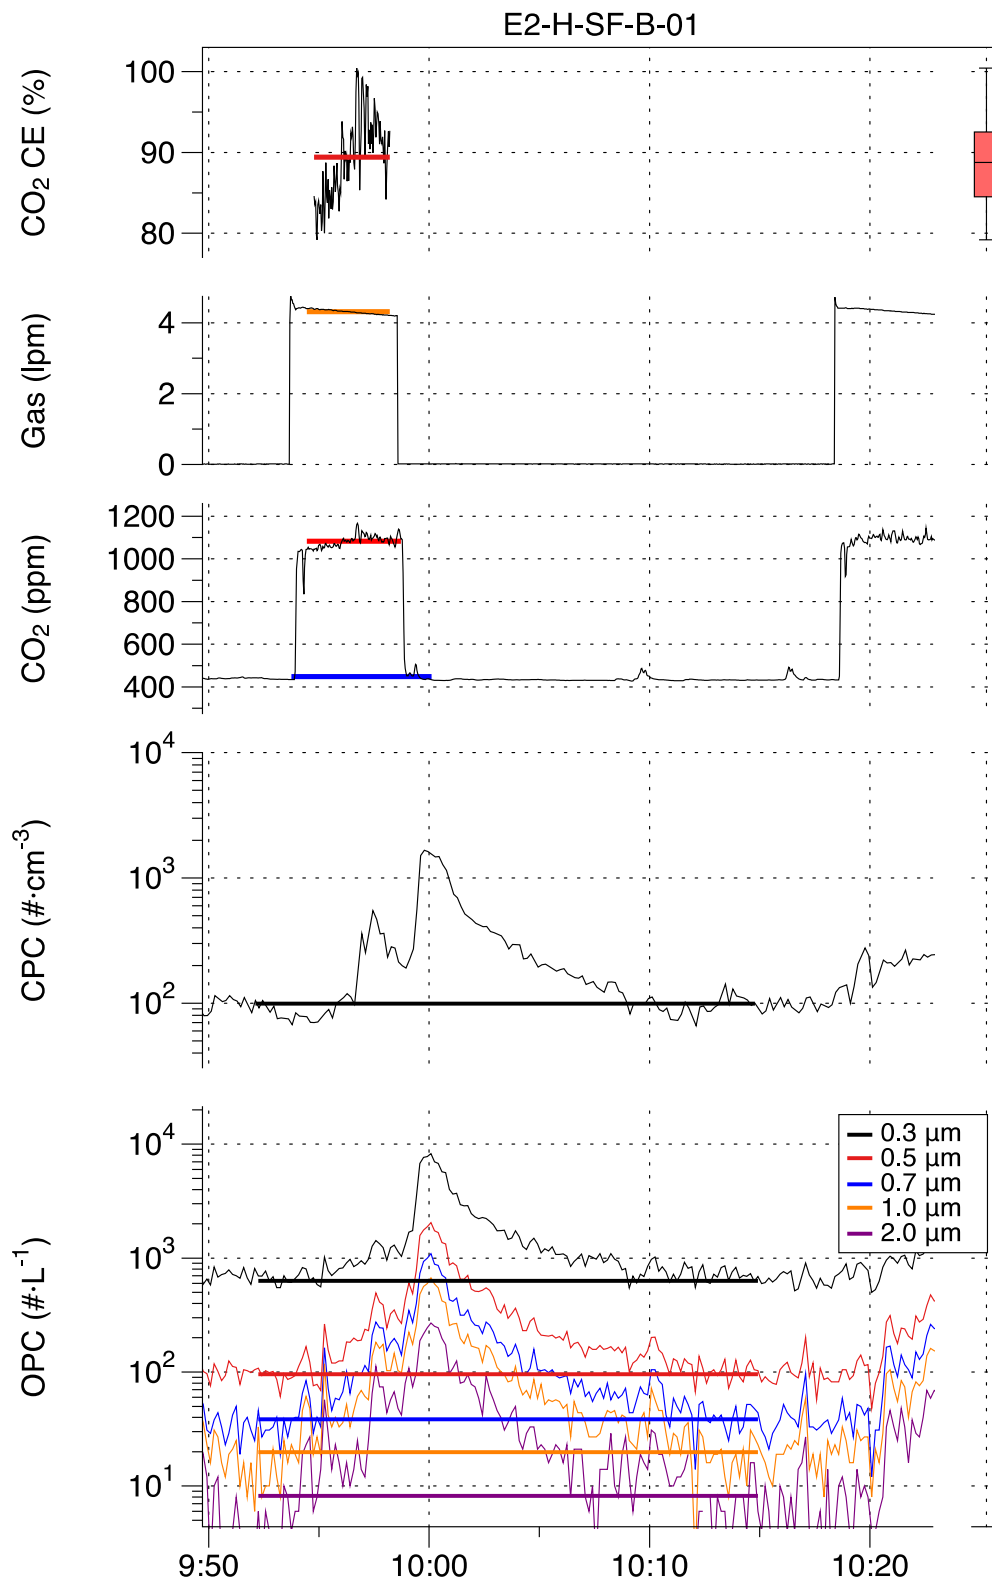 E2-H-SF-B-01
CO₂ CE (%)
100
90
80
Gas (lpm)
4
2
0
CO₂ (ppm)
1200
1000
800
600
400
CPC (#·cm⁻³)
10⁴
10³
10²
OPC (#·L⁻¹)
10⁴
10³
10²
10¹
0.3 µm
0.5 µm
0.7 µm
1.0 µm
2.0 µm
9:50 10:00 10:10 10:20